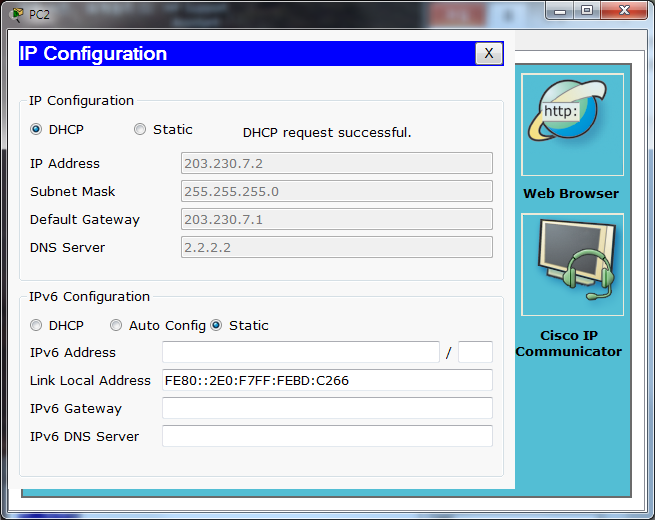 PC2
IP Configuration
X
IP Configuration
DHCP
Static
DHCP request successful.
IP Address
203.230.7.2
Subnet Mask
255.255.255.0
Default Gateway
203.230.7.1
DNS Server
2.2.2.2
IPv6 Configuration
DHCP
Auto Config
Static
IPv6 Address
/
Link Local Address
FE80::2E0:F7FF:FEBD:C266
IPv6 Gateway
IPv6 DNS Server
http:
Web Browser
Cisco IP
Communicator